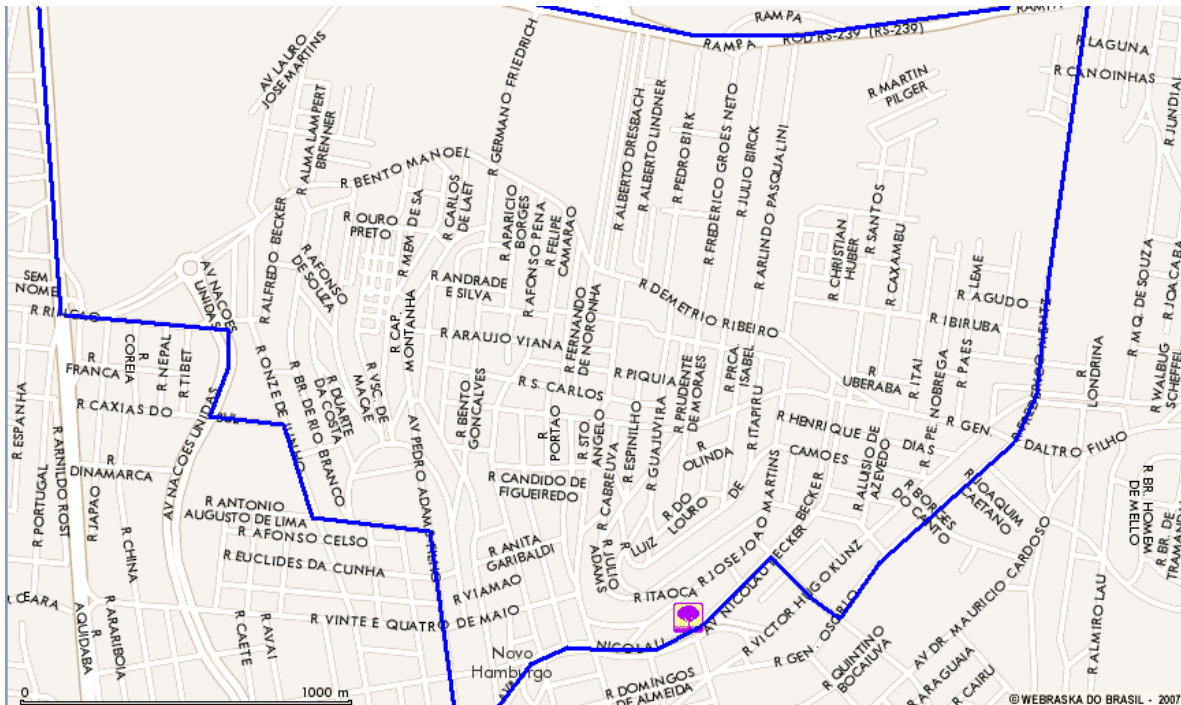 RAMPA
RAMPA
ROD RS-239 (RS-239)
RAMPA
R LAGUNA
R CANOINHAS
R JUNDIAI
AV LAURO
JOSE MARTINS
R GERMANO FRIEDRICH
R MARTIN
PILGER
R ALMA LAMPERT
BRENNER
R BENTO MANOEL
R ALBERTO DRESBACH
R ALBERTO LINDNER
R PEDRO BIRK
R FREDERICO GROES NETO
R JULIO BIRCK
R ARLINDO PASQUALINI
R ALFREDO BECKER
R OURO
PRETO
R MEM DE SA
R CARLOS
DE LAET
R APARICIO
BORGES
R AFONSO PENA
R FELIPE
CAMARAO
R CHRISTIAN
HUBER
R SANTOS
R CAXAMBU
R AFONSO
DE SOUZA
AV NACOES
UNIDAS
SEM
NOME
R ANDRADE
E SILVA
R DEMETRIO RIBEIRO
LEME
R AGUDO
R MQ. DE SOUZA
R JOACABA
R IBIRUBA
R CAP.
MONTANHA
R ARAUJO VIANA
R FERNANDO
DE NORONHA
R FREDERICO MENTZ
R
FRANCA
R
COREIA
R NEPAL
R TIBET
R ONZE DE JUNHO
R BR. DE RIO BRANCO
R DUARTE
DA COSTA
R VSC. DE
MACAE
R S. CARLOS
R PIQUIA
R PRUDENTE
DE MORAES
R PRCA.
ISABEL
R ITAPIRU
R
UBERABA
R ITAI
R PE. NOBREGA
R PAES
R
LONDRINA
R WALBUG
SCHEFFEL
R CAXIAS DO SUL
R ESPANHA
AV NACOES UNIDAS
AV PEDRO ADAMS FILHO
R BENTO
GONCALVES
R
PORTAO
R STO.
ANGELO
R CABREUVA
R ESPINILHO
R GUAJUVIRA
R
OLINDA
R HENRIQUE DIAS
CAMOES
R GEN. DALTRO FILHO
R
DINAMARCA
R CANDIDO DE
FIGUEIREDO
R ALUISIO DE
AZEVEDO
R BORGES
DO CANTO
R JOAQUIM
CAETANO
R BR. HOMEM
DE MELLO
R BR. DE
TRAMANDAI
R PORTUGAL
R ARNILDO ROST
R JAPAO
R CHINA
R ANTONIO
AUGUSTO DE LIMA
R AFONSO CELSO
R EUCLIDES DA CUNHA
R ANITA
GARIBALDI
R VIAMAO
R JULIO
ADAMS
R LUIZ
DE
R DO
LOURO
R JOSE JOAO MARTINS
AV NICOLAU BECKER BECKER
R VICTOR HUGO KUNZ
R GEN. OSORIO
R ITAOCA
R CEARA
R
AQUIDABA
R ARARIBOIA
R VINTE E QUATRO DE MAIO
R CAETE
R AVAI
NICOLAU
AVª
Novo
Hamburgo
R DOMINGOS
DE ALMEIDA
R QUINTINO
BOCAIUVA
AV DR. MAURICIO CARDOSO
R ARAGUAIA
R CAIRU
R ALMIRO LAU
0 1000 m
© WEBRASKA DO BRASIL - 2007